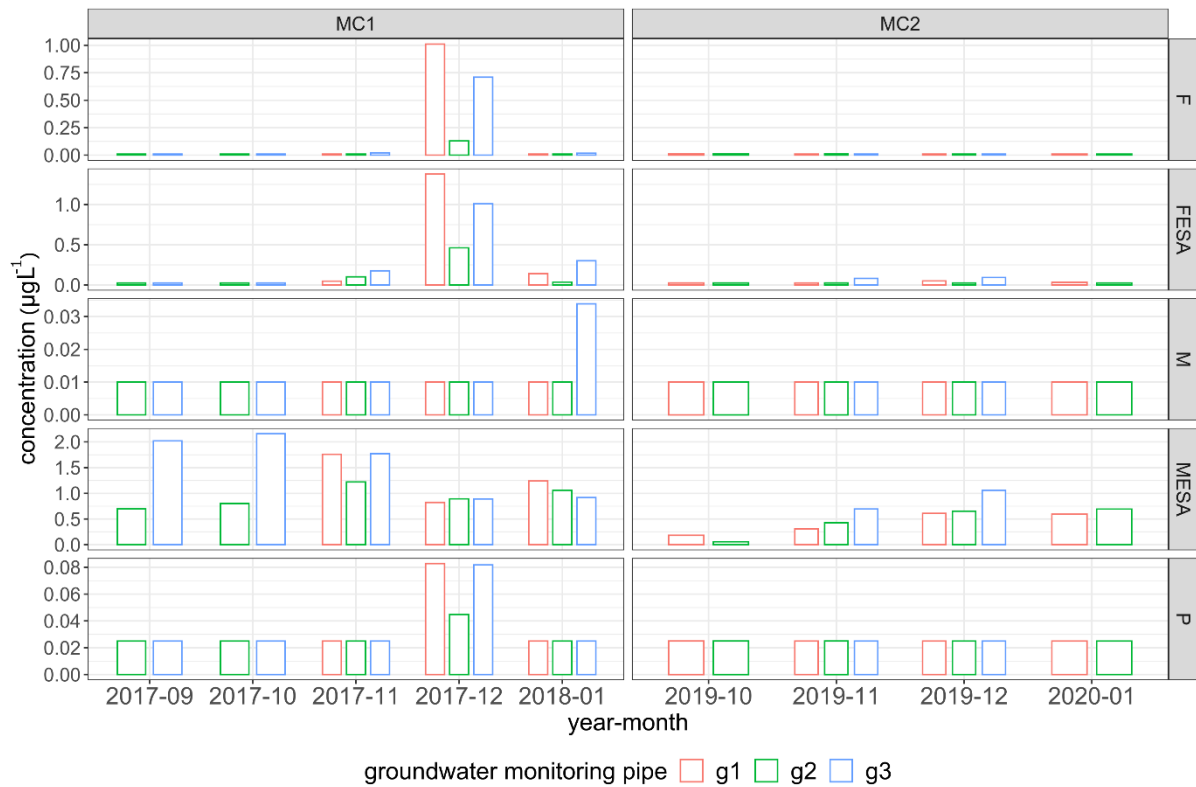 MC1 MC2
1.00
0.75
0.50
0.25
0.00
F
1.0
0.5
0.0
FESA
0.03
0.02
0.01
0.00
M
2.0
1.5
1.0
0.5
0.0
MESA
0.08
0.06
0.04
0.02
0.00
P
concentration (µgL⁻¹)
2017-09 2017-10 2017-11 2017-12 2018-01 2019-10 2019-11 2019-12 2020-01
year-month
groundwater monitoring pipe g1 g2 g3